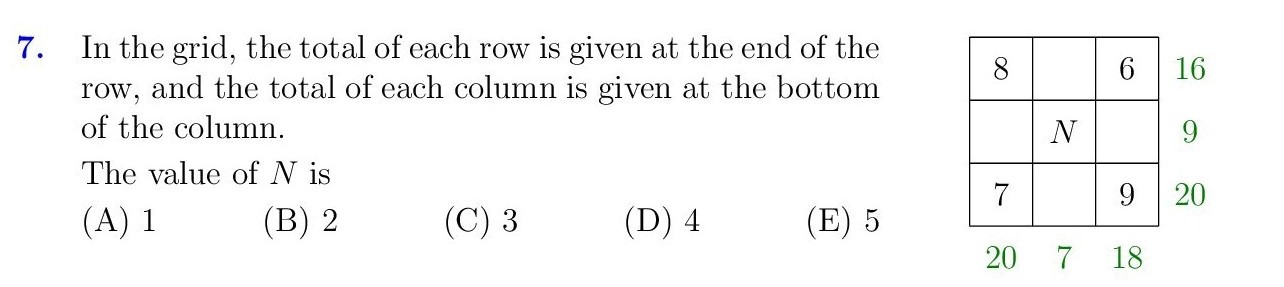 7. In the grid, the total of each row is given at the end of the
row, and the total of each column is given at the bottom
of the column.
The value of N is
(A) 1 (B) 2 (C) 3 (D) 4 (E) 5
8 6 16
N 9
7 9 20
20 7 18